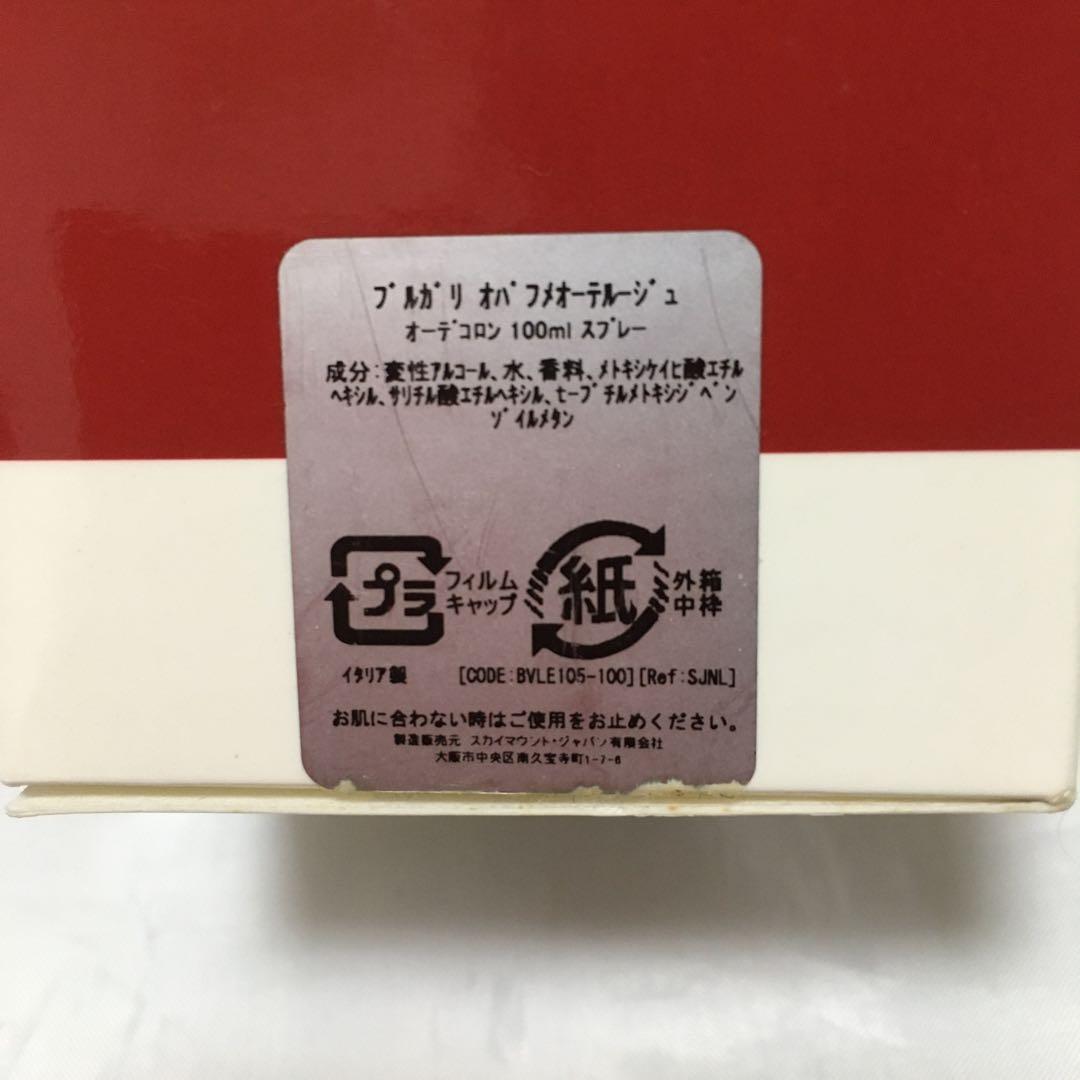 ﾌﾞﾙｶﾞﾘ ｵﾊﾟﾌﾒｵｰﾃﾙｰｼﾞｭ
ｵｰﾃﾞｺﾛﾝ 100ml ｽﾌﾟﾚｰ
成分:変性ｱﾙｺｰﾙ、水、香料、ﾒﾄｷｼｹｲﾋ酸ｴﾁﾙ
ﾍｷｼﾙ、ｻﾘﾁﾙ酸ｴﾁﾙﾍｷｼﾙ、ﾋｰﾌﾞﾁﾙﾒﾄｷｼｼﾞﾍﾞﾝ
ｿﾞｲﾙﾒﾀﾝ
プラ フィルム キャップ
紙 外箱 中枠
ｲﾀﾘｱ製 [CODE:BVLE105-100][Ref:SJNL]
お肌に合わない時はご使用をお止めください。
製造販売元 スカイマウント・ジャパン有限会社
大阪市中央区南久宝寺町1-7-6